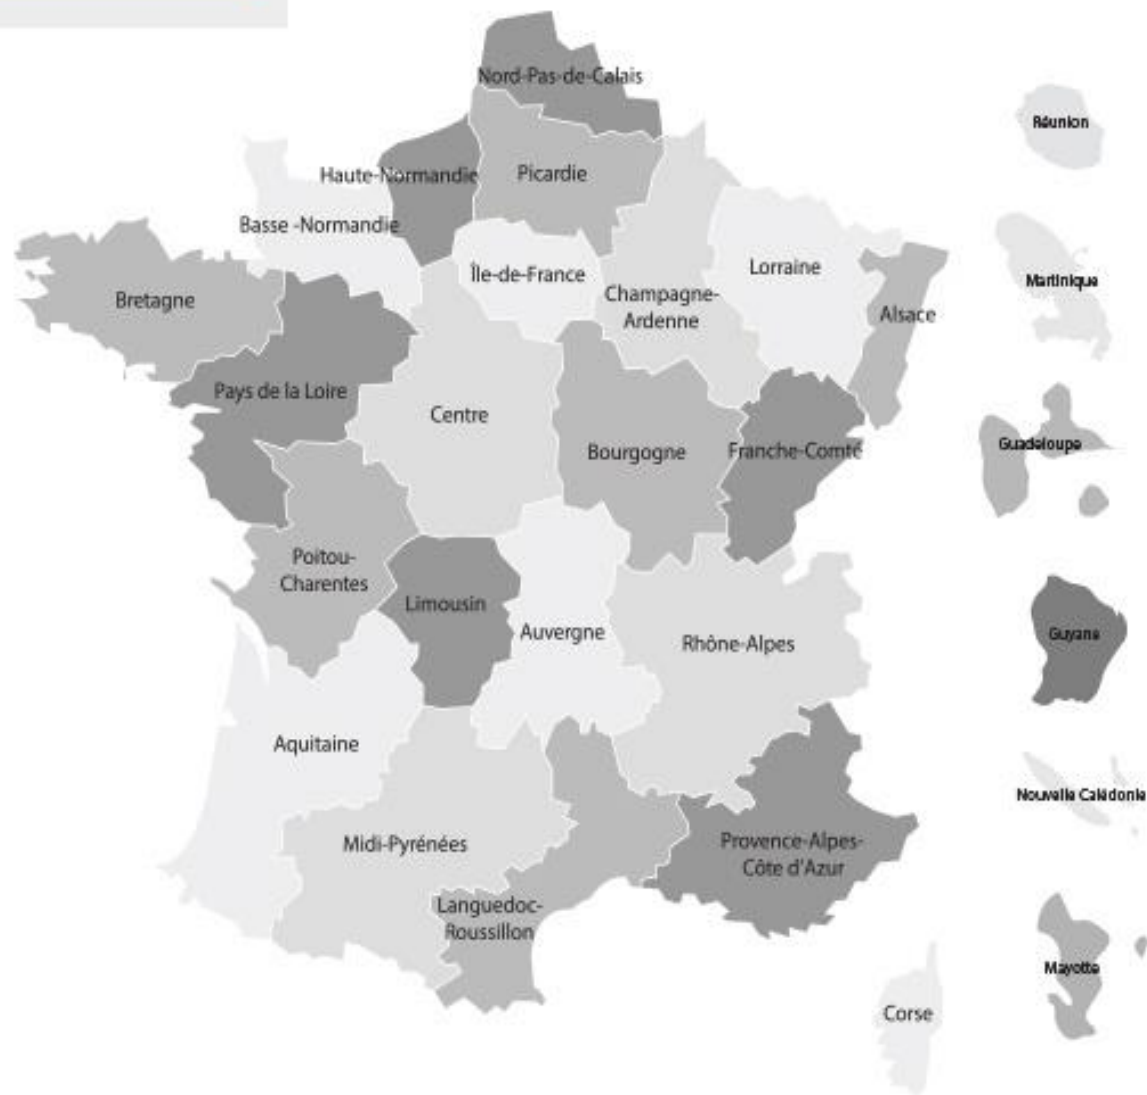 Nord-Pas-de-Calais
Réunion
Haute-Normandie
Picardie
Basse -Normandie
Île-de-France
Lorraine
Martinique
Bretagne
Champagne-
Ardenne
Alsace
Pays de la Loire
Centre
Bourgogne
Franche-Comté
Guadeloupe
Poitou-
Charentes
Limousin
Auvergne
Rhône-Alpes
Guyane
Aquitaine
Nouvelle Calédonie
Midi-Pyrénées
Provence-Alpes-
Côte d'Azur
Languedoc-
Roussillon
Mayotte
Corse